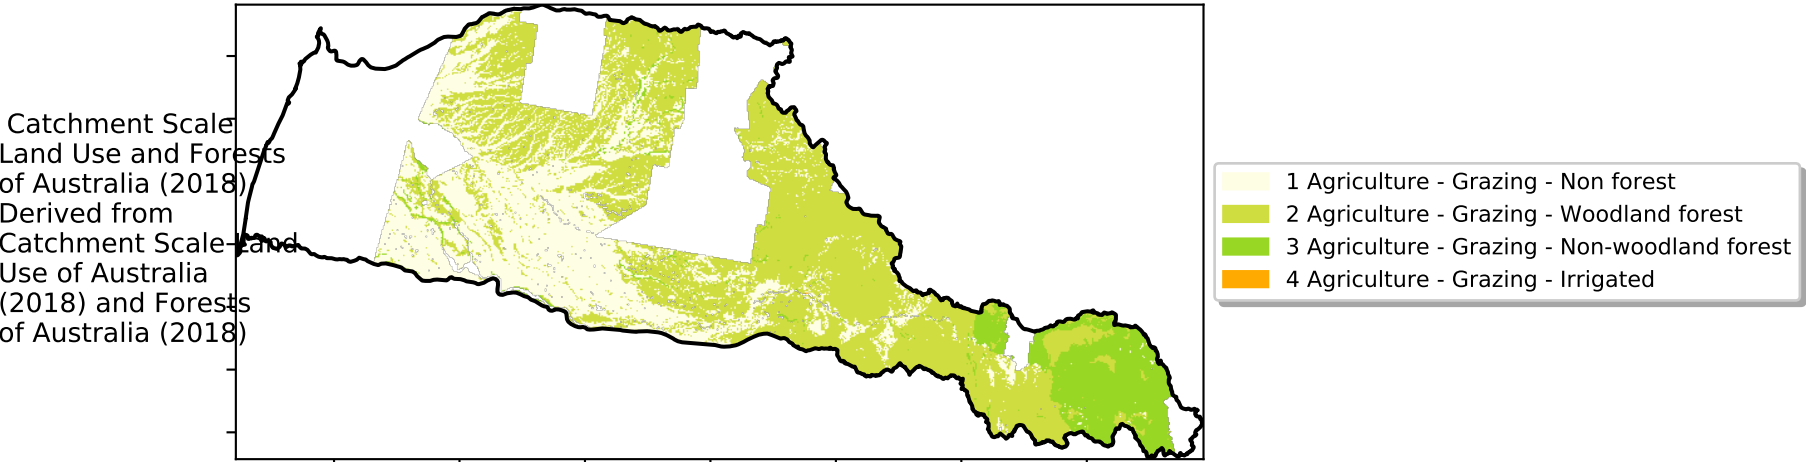 Catchment Scale
Land Use and Forests
of Australia (2018)
Derived from
Catchment Scale Land
Use of Australia
(2018) and Forests
of Australia (2018)
1 Agriculture - Grazing - Non forest
2 Agriculture - Grazing - Woodland forest
3 Agriculture - Grazing - Non-woodland forest
4 Agriculture - Grazing - Irrigated